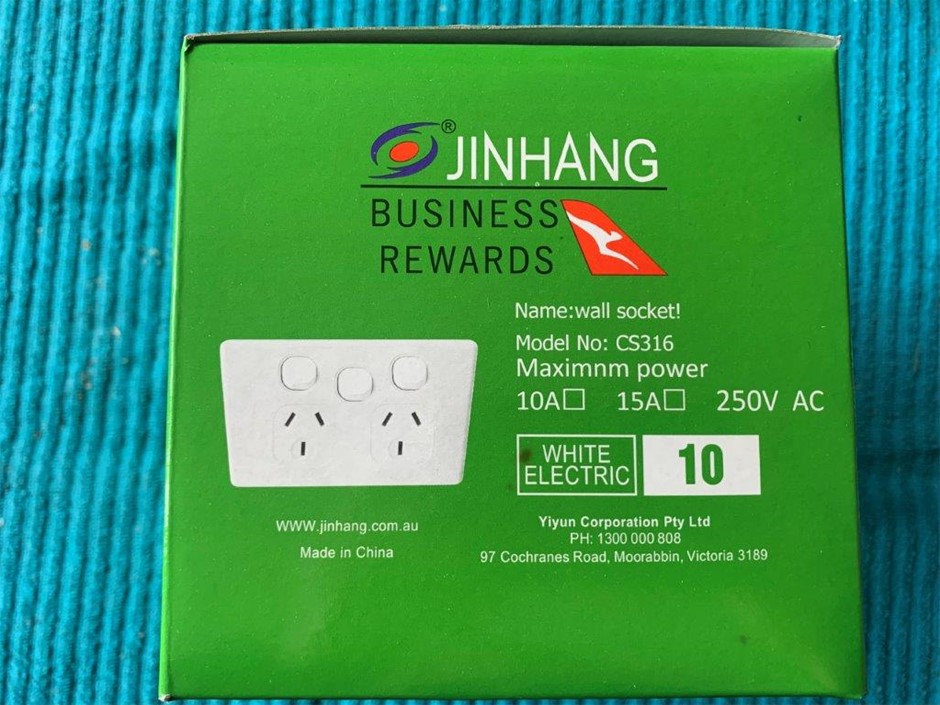 ® JINHANG
BUSINESS
REWARDS
Name:wall socket!
Model No: CS316
Maximnm power
10A☐ 15A☐ 250V AC
WHITE
ELECTRIC
10
WWW.jinhang.com.au
Made in China
Yiyun Corporation Pty Ltd
PH: 1300 000 808
97 Cochranes Road, Moorabbin, Victoria 3189